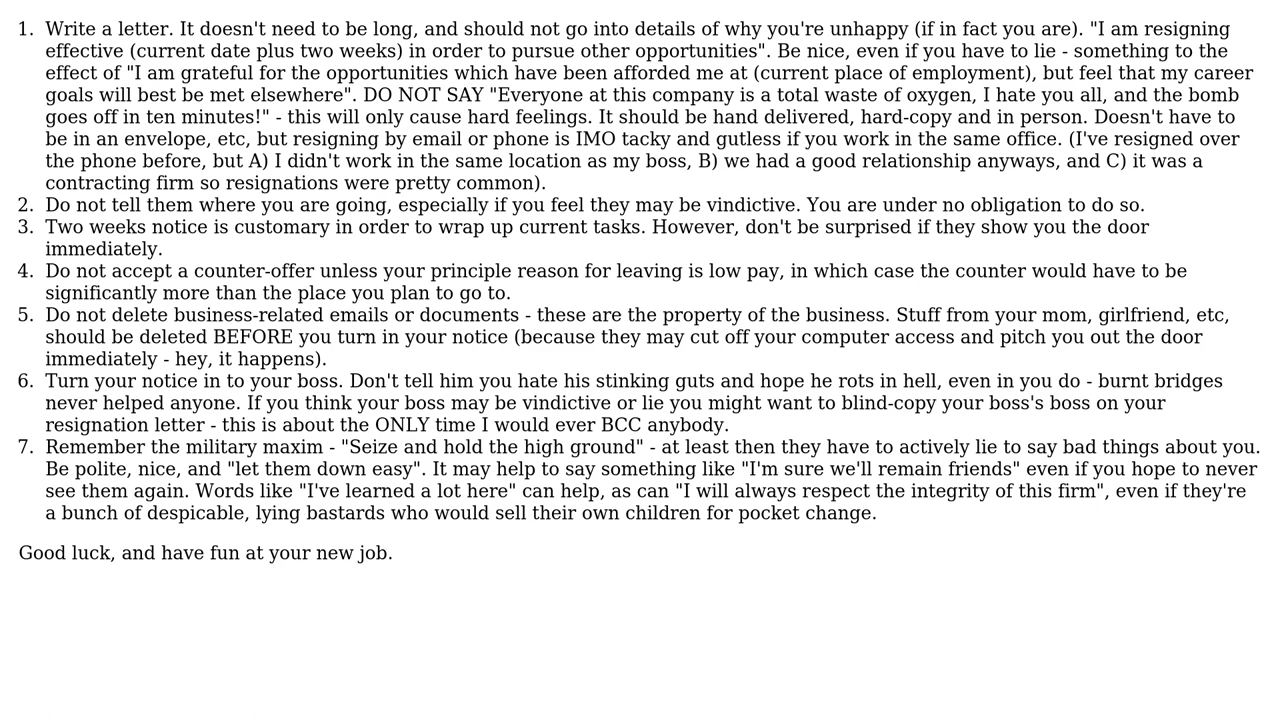 1. Write a letter. It doesn't need to be long, and should not go into details of why you're unhappy (if in fact you are). "I am resigning
effective (current date plus two weeks) in order to pursue other opportunities". Be nice, even if you have to lie - something to the
effect of "I am grateful for the opportunities which have been afforded me at (current place of employment), but feel that my career
goals will best be met elsewhere". DO NOT SAY "Everyone at this company is a total waste of oxygen, I hate you all, and the bomb
goes off in ten minutes!" - this will only cause hard feelings. It should be hand delivered, hard-copy and in person. Doesn't have to
be in an envelope, etc, but resigning by email or phone is IMO tacky and gutless if you work in the same office. (I've resigned over
the phone before, but A) I didn't work in the same location as my boss, B) we had a good relationship anyways, and C) it was a
contracting firm so resignations were pretty common).
2. Do not tell them where you are going, especially if you feel they may be vindictive. You are under no obligation to do so.
3. Two weeks notice is customary in order to wrap up current tasks. However, don't be surprised if they show you the door
immediately.
4. Do not accept a counter-offer unless your principle reason for leaving is low pay, in which case the counter would have to be
significantly more than the place you plan to go to.
5. Do not delete business-related emails or documents - these are the property of the business. Stuff from your mom, girlfriend, etc,
should be deleted BEFORE you turn in your notice (because they may cut off your computer access and pitch you out the door
immediately - hey, it happens).
6. Turn your notice in to your boss. Don't tell him you hate his stinking guts and hope he rots in hell, even in you do - burnt bridges
never helped anyone. If you think your boss may be vindictive or lie you might want to blind-copy your boss's boss on your
resignation letter - this is about the ONLY time I would ever BCC anybody.
7. Remember the military maxim - "Seize and hold the high ground" - at least then they have to actively lie to say bad things about you.
Be polite, nice, and "let them down easy". It may help to say something like "I'm sure we'll remain friends" even if you hope to never
see them again. Words like "I've learned a lot here" can help, as can "I will always respect the integrity of this firm", even if they're
a bunch of despicable, lying bastards who would sell their own children for pocket change.
Good luck, and have fun at your new job.